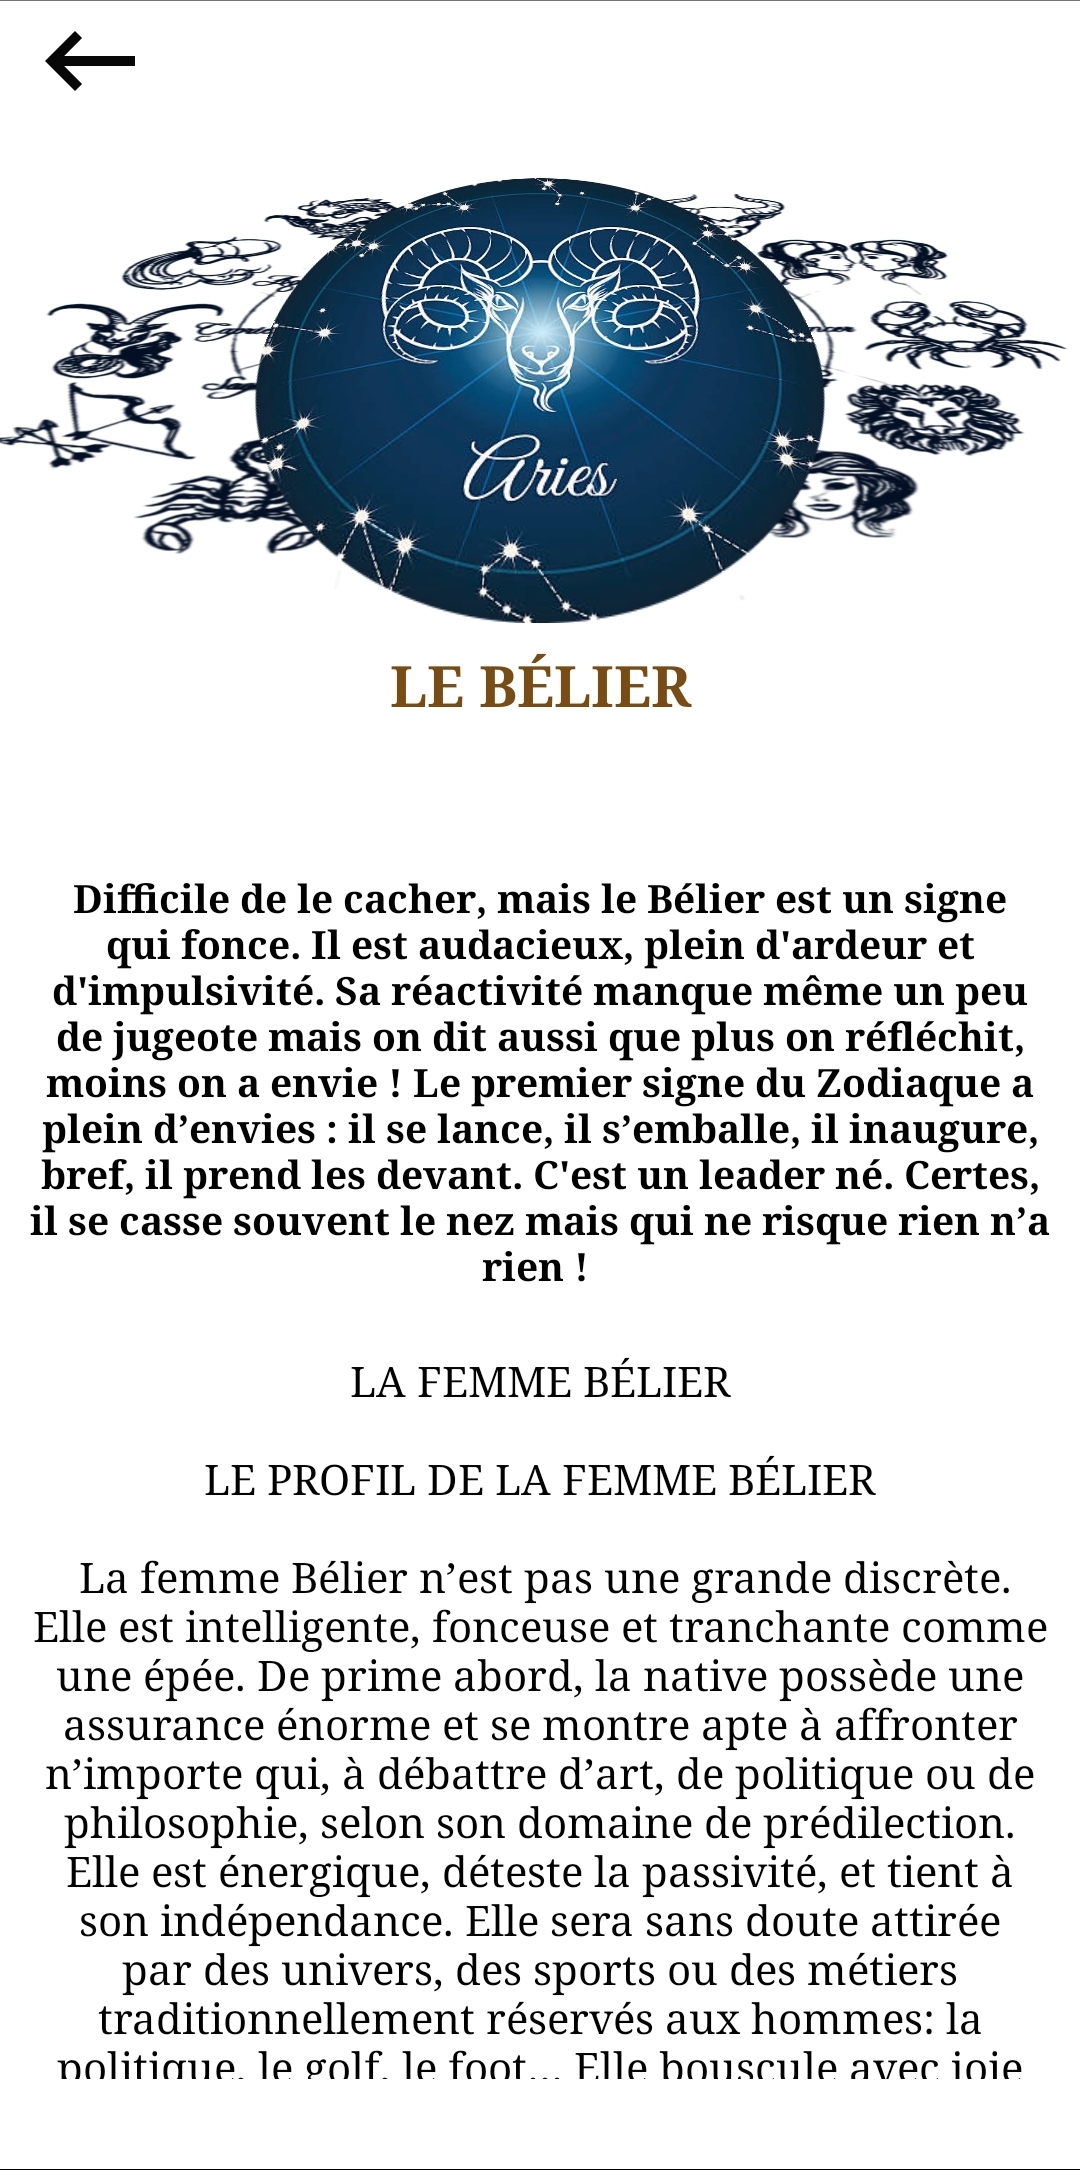 Aries
LE BÉLIER
Difficile de le cacher, mais le Bélier est un signe
qui fonce. Il est audacieux, plein d'ardeur et
d'impulsivité. Sa réactivité manque même un peu
de jugeote mais on dit aussi que plus on réfléchit,
moins on a envie ! Le premier signe du Zodiaque a
plein d’envies : il se lance, il s’emballe, il inaugure,
bref, il prend les devant. C'est un leader né. Certes,
il se casse souvent le nez mais qui ne risque rien n’a
rien !
LA FEMME BÉLIER
LE PROFIL DE LA FEMME BÉLIER
La femme Bélier n’est pas une grande discrète.
Elle est intelligente, fonceuse et tranchante comme
une épée. De prime abord, la native possède une
assurance énorme et se montre apte à affronter
n’importe qui, à débattre d’art, de politique ou de
philosophie, selon son domaine de prédilection.
Elle est énergique, déteste la passivité, et tient à
son indépendance. Elle sera sans doute attirée
par des univers, des sports ou des métiers
traditionnellement réservés aux hommes: la
politique, le golf, le foot... Elle bouscule avec joie